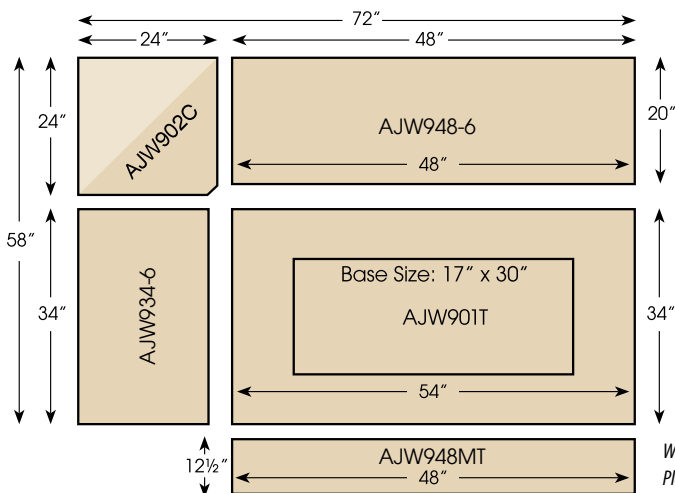 72″
24″
48″
24″
AJW902C
AJW948-6
48″
20″
58″
34″
AJW934-6
Base Size: 17″ x 30″
AJW901T
54″
34″
12½″
AJW948MT
48″